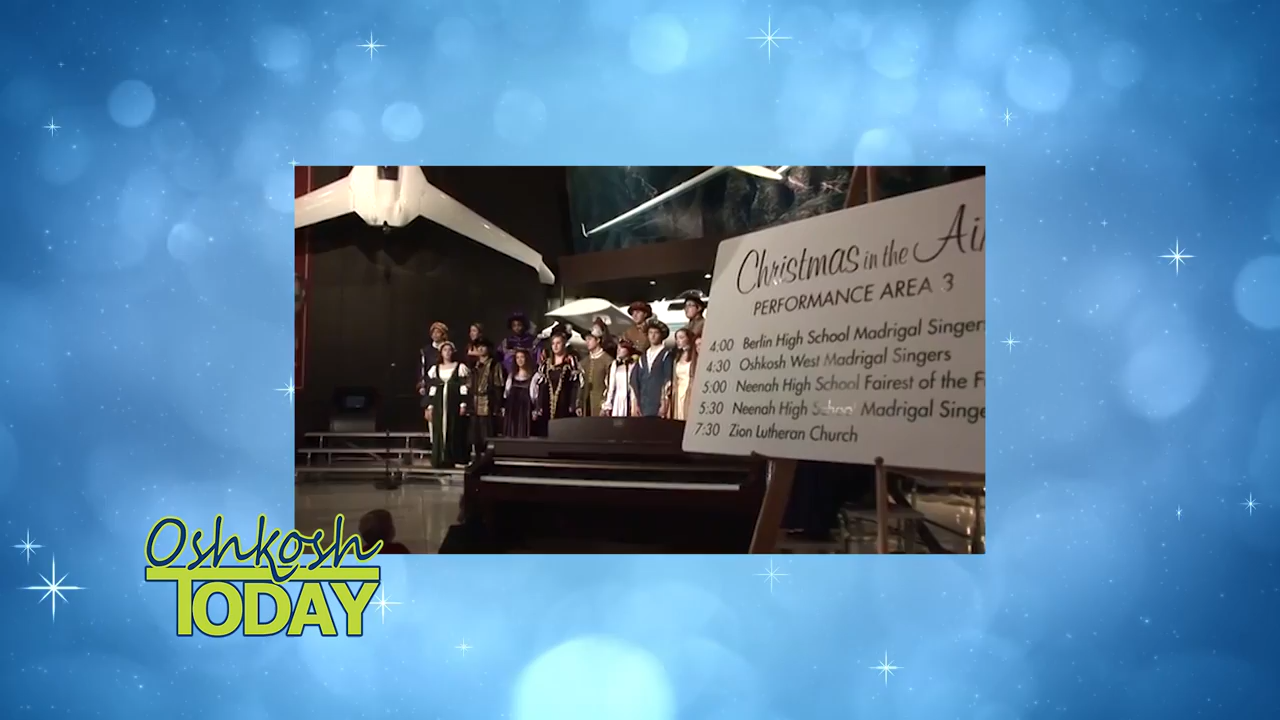 Christmas in the Air
PERFORMANCE AREA 3
4:00 Berlin High School Madrigal Singer
4:30 Oshkosh West Madrigal Singers
5:00 Neenah High School Fairest of the F
5:30 Neenah High School Madrigal Singe
7:30 Zion Lutheran Church
Oshkosh
TODAY